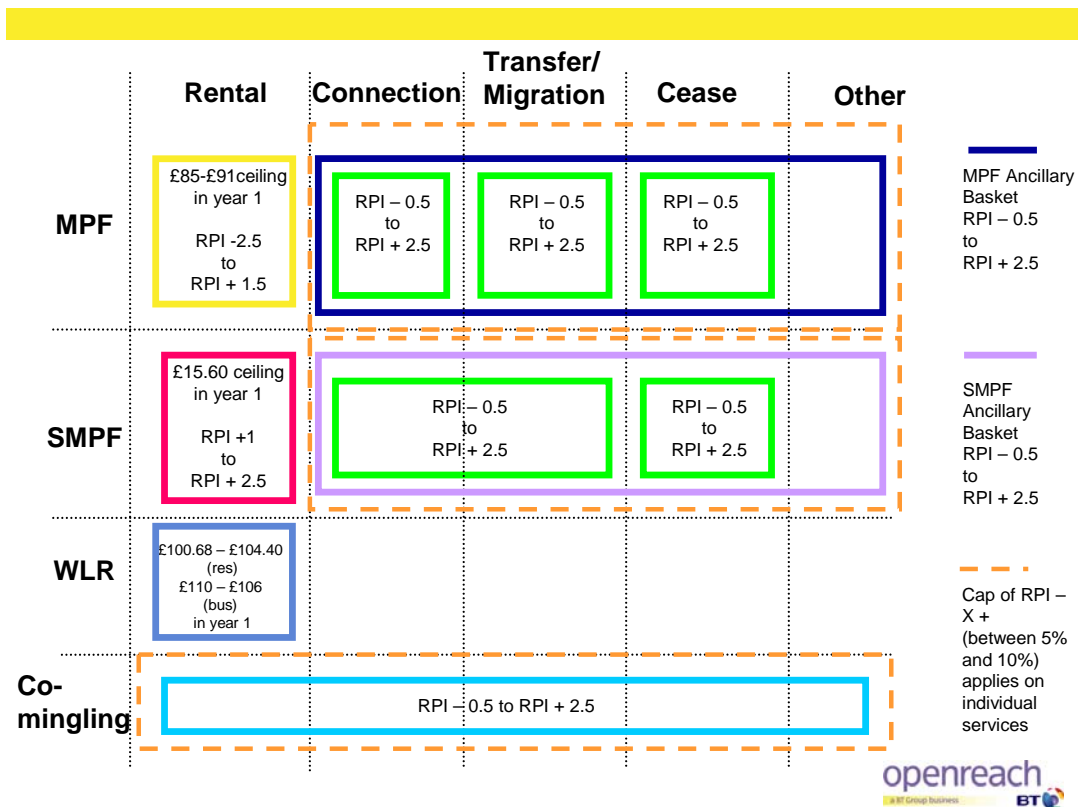 Rental
Connection
Transfer/
Migration
Cease
Other
MPF
£85-£91ceiling
in year 1
RPI -2.5
to
RPI + 1.5
RPI – 0.5
to
RPI + 2.5
RPI – 0.5
to
RPI + 2.5
RPI – 0.5
to
RPI + 2.5
MPF Ancillary
Basket
RPI – 0.5
to
RPI + 2.5
SMPF
£15.60 ceiling
in year 1
RPI +1
to
RPI + 2.5
RPI – 0.5
to
RPI + 2.5
RPI – 0.5
to
RPI + 2.5
SMPF
Ancillary
Basket
RPI – 0.5
to
RPI + 2.5
WLR
£100.68 – £104.40
(res)
£110 – £106
(bus)
in year 1
Cap of RPI –
X +
(between 5%
and 10%)
applies on
individual
services
Co-
mingling
RPI – 0.5 to RPI + 2.5
openreach
a BT Group business
BT